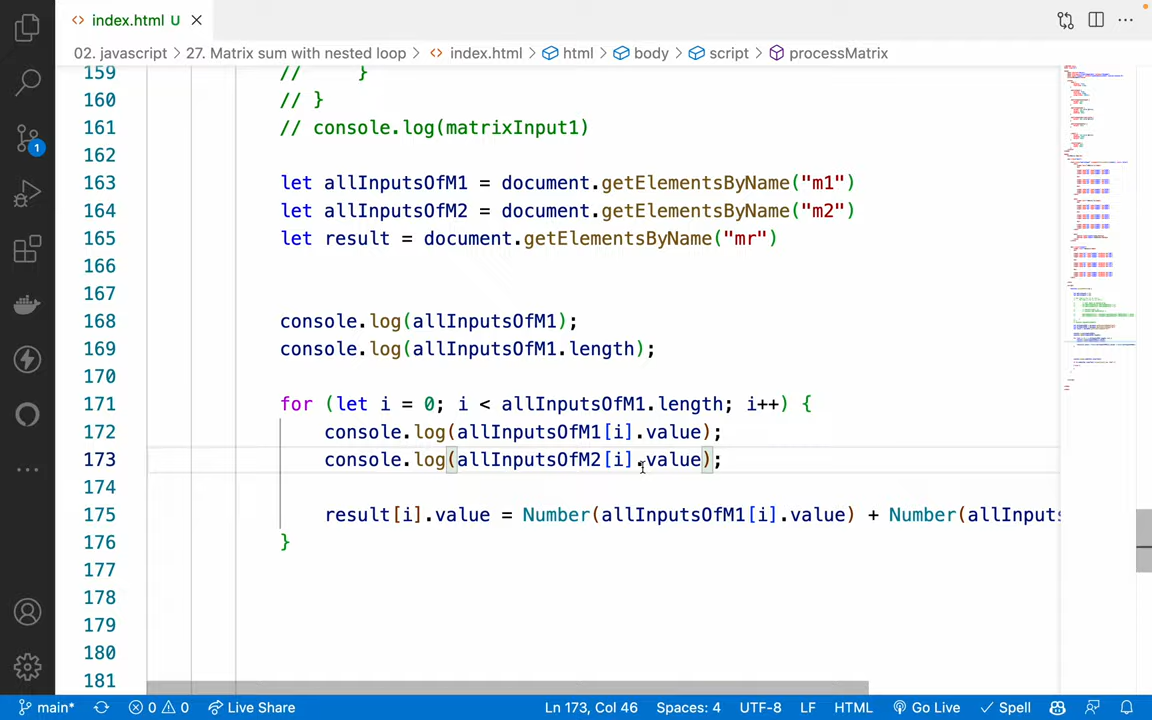 index.html U
02. javascript > 27. Matrix sum with nested loop > index.html > html > body > script > processMatrix
159 // }
160 // }
161 // console.log(matrixInput1)
162
163 let allInputsOfM1 = document.getElementsByName("m1")
164 let allInputsOfM2 = document.getElementsByName("m2")
165 let result = document.getElementsByName("mr")
166
167
168 console.log(allInputsOfM1);
169 console.log(allInputsOfM1.length);
170
171 for (let i = 0; i < allInputsOfM1.length; i++) {
172 console.log(allInputsOfM1[i].value);
173 console.log(allInputsOfM2[i].value);
174
175 result[i].value = Number(allInputsOfM1[i].value) + Number(allInputs
176 }
177
178
179
180
181
1
main* 0 0 Live Share Ln 173, Col 46 Spaces: 4 UTF-8 LF HTML Go Live Spell